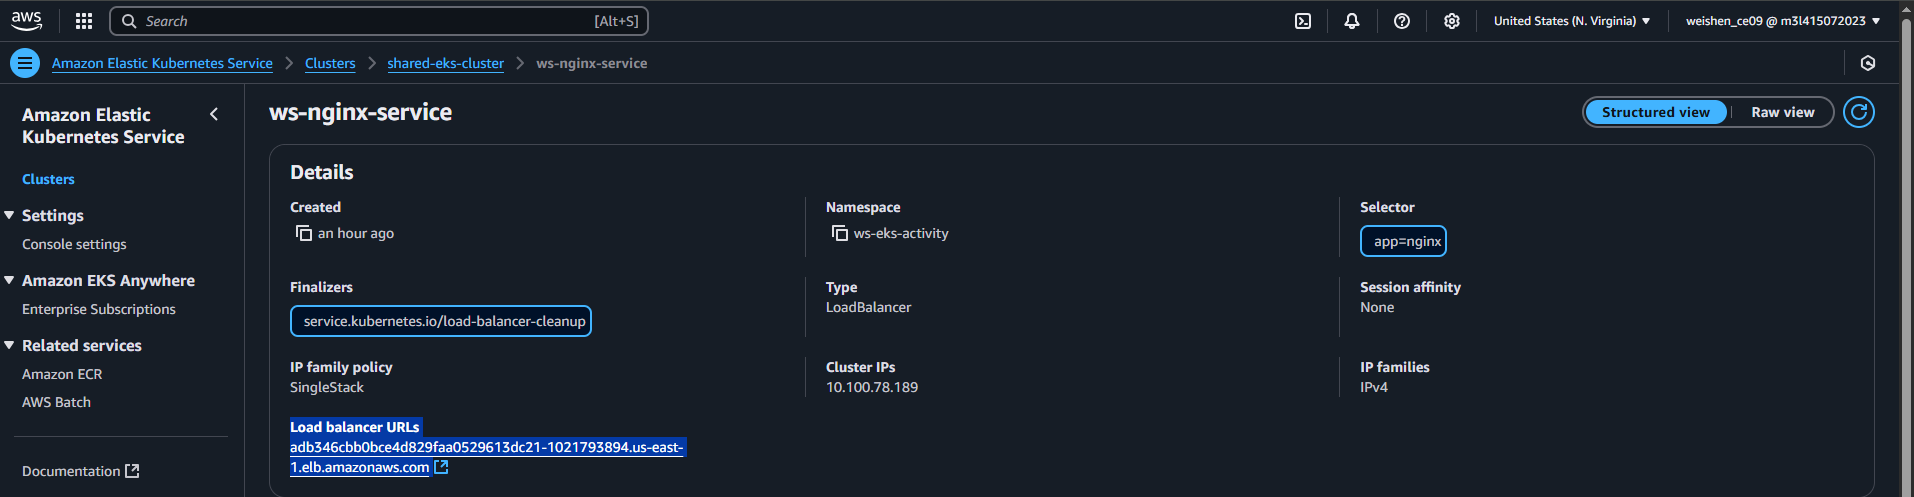 aws
Search
[Alt+S]
United States (N. Virginia)
weishen_ce09 @ m3l415072023
Amazon Elastic Kubernetes Service
Clusters
shared-eks-cluster
ws-nginx-service
Amazon Elastic
Kubernetes Service
Clusters
Settings
Console settings
Amazon EKS Anywhere
Enterprise Subscriptions
Related services
Amazon ECR
AWS Batch
Documentation
ws-nginx-service
Structured view
Raw view
Details
Created
an hour ago
Namespace
ws-eks-activity
Selector
app=nginx
Finalizers
service.kubernetes.io/load-balancer-cleanup
Type
LoadBalancer
Session affinity
None
IP family policy
SingleStack
Cluster IPs
10.100.78.189
IP families
IPv4
Load balancer URLs
adb346cbb0bce4d829faa0529613dc21-1021793894.us-east-
1.elb.amazonaws.com